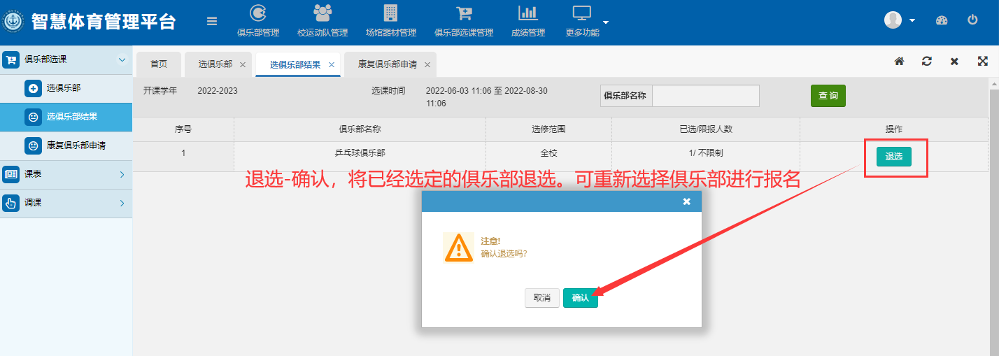 智慧体育管理平台
俱乐部管理
校运动队管理
场馆器材管理
俱乐部选课管理
成绩管理
更多功能
俱乐部选课
选俱乐部
选俱乐部结果
康复俱乐部申请
课表
调课
首页
选俱乐部
选俱乐部结果
康复俱乐部申请
开课学年 2022-2023 选课时间 2022-06-03 11:06 至 2022-08-30
11:06
俱乐部名称
查询
序号 俱乐部名称 选修范围 已选/限报人数 操作
1 乒乓球俱乐部 全校 1/ 不限制 退选
退选-确认，将已经选定的俱乐部退选。可重新选择俱乐部进行报名
注意!
确认退选吗?
取消 确认